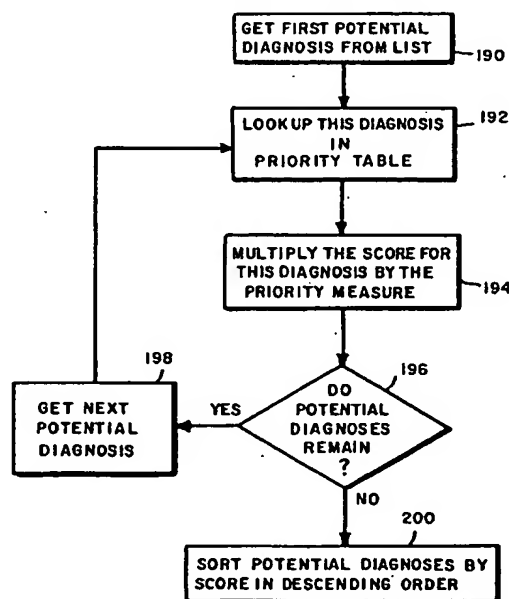 GET FIRST POTENTIAL
DIAGNOSIS FROM LIST
190
LOOKUP THIS DIAGNOSIS
IN
PRIORITY TABLE
192
MULTIPLY THE SCORE FOR
THIS DIAGNOSIS BY THE
PRIORITY MEASURE
194
196
DO
POTENTIAL
DIAGNOSES
REMAIN
?
YES
198
GET NEXT
POTENTIAL
DIAGNOSIS
NO
200
SORT POTENTIAL DIAGNOSES BY
SCORE IN DESCENDING ORDER